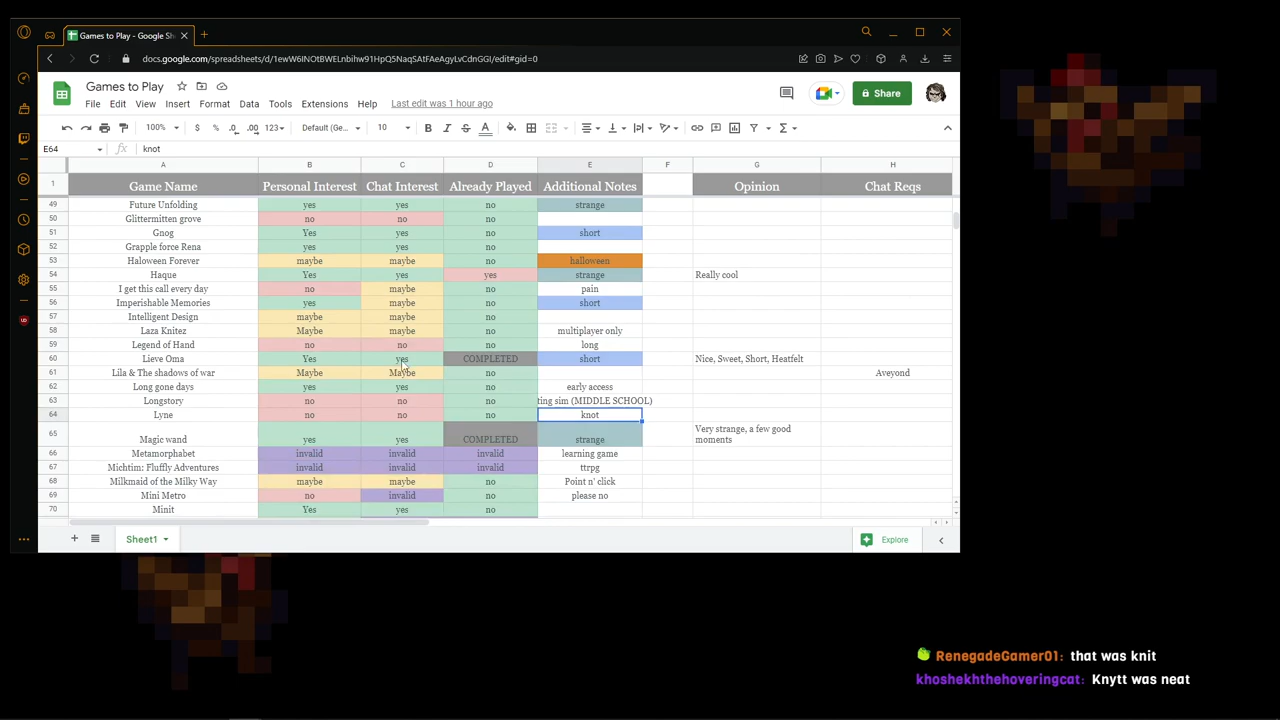 Games to Play - Google Sh
docs.google.com/spreadsheets/d/1ewW6INOtBWELnbihw91HpQ5NaqSAtFAeAgyLvCdnGGI/edit#gid=0
Games to Play
File Edit View Insert Format Data Tools Extensions Help Last edit was 1 hour ago
Share
100% $ % .0 .00 123 Default (Ge... 10 B I S A
E64 fx knot
A B C D E F G H
1 Game Name Personal Interest Chat Interest Already Played Additional Notes Opinion Chat Reqs
49 Future Unfolding yes yes no strange
50 Glittermitten grove no no no
51 Gnog Yes yes no short
52 Grapple force Rena yes yes no
53 Haloween Forever maybe maybe no halloween
54 Haque Yes yes yes strange Really cool
55 I get this call every day no maybe no pain
56 Imperishable Memories yes maybe no short
57 Intelligent Design maybe maybe no
58 Laza Knitez Maybe maybe no multiplayer only
59 Legend of Hand no no no long
60 Lieve Oma Yes yes COMPLETED short Nice, Sweet, Short, Heatfelt
61 Lila & The shadows of war Maybe Maybe no Aveyond
62 Long gone days yes yes no early access
63 Longstory no no no ting sim (MIDDLE SCHOOL)
64 Lyne no no no knot
65 Magic wand yes yes COMPLETED strange Very strange, a few good
moments
66 Metamorphabet invalid invalid invalid learning game
67 Michtim: Fluffly Adventures invalid invalid invalid ttrpg
68 Milkmaid of the Milky Way maybe maybe no Point n' click
69 Mini Metro no invalid no please no
70 Minit Yes yes no
Sheet1 Explore
RenegadeGamer01: that was knit
khoshekhthehoveringcat: Knytt was neat